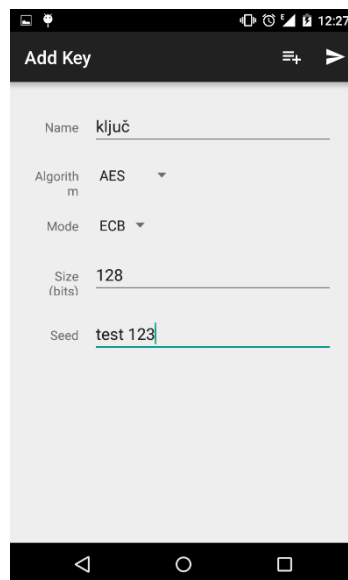 12:27
Add Key
Name ključ
Algorith
m AES
Mode ECB
Size
(bits) 128
Seed test 123